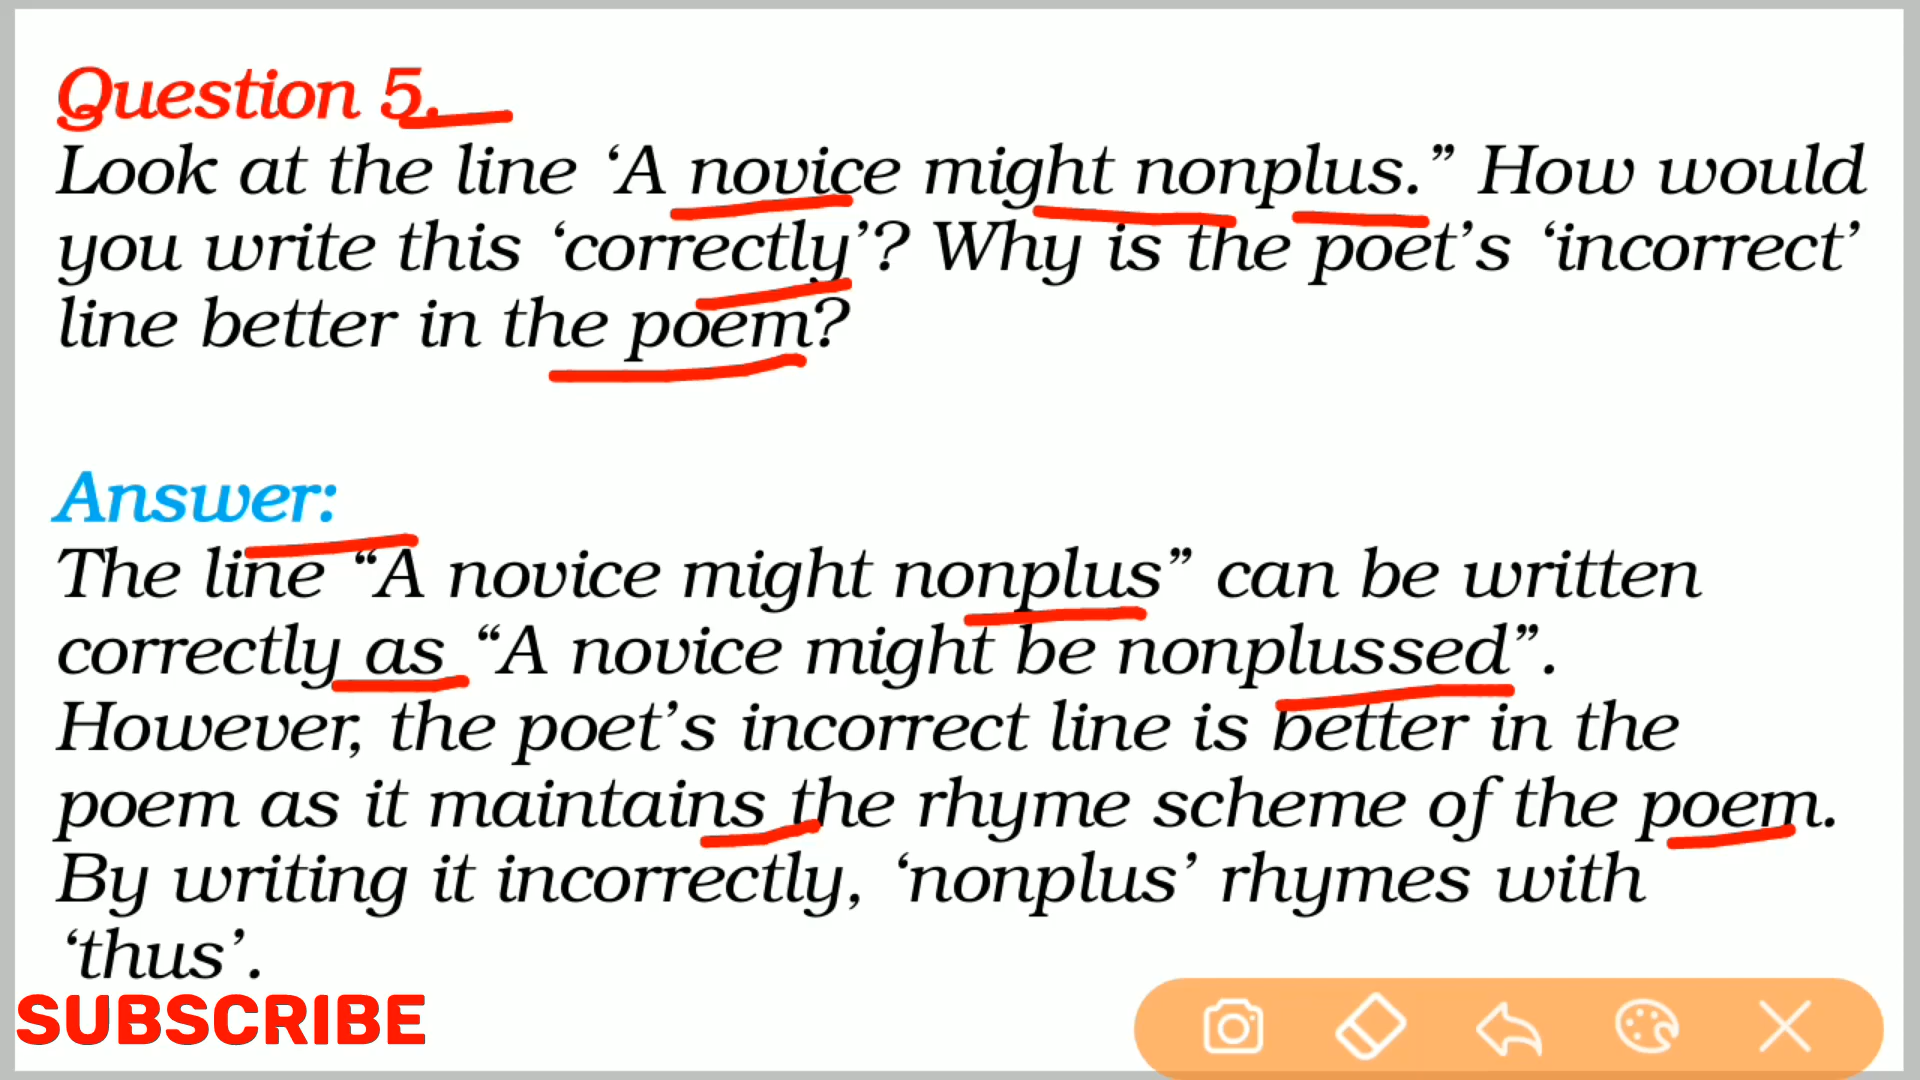 Question 5.
Look at the line ‘A novice might nonplus.” How would
you write this ‘correctly’? Why is the poet’s ‘incorrect’
line better in the poem?
Answer:
The line “A novice might nonplus” can be written
correctly as “A novice might be nonplussed”.
However, the poet’s incorrect line is better in the
poem as it maintains the rhyme scheme of the poem.
By writing it incorrectly, ‘nonplus’ rhymes with
‘thus’.
SUBSCRIBE